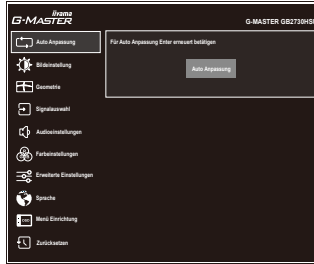 iiyama
G-MASTER
G-MASTER GB2730HSU
Auto Anpassung
Für Auto Anpassung Enter erneuert betätigen
Auto Anpassung
Bildeinstellung
Geometrie
Signalauswahl
Audioeinstellungen
Farbeinstellungen
Erweiterte Einstellungen
Sprache
Menü Einrichtung
Zurücksetzen